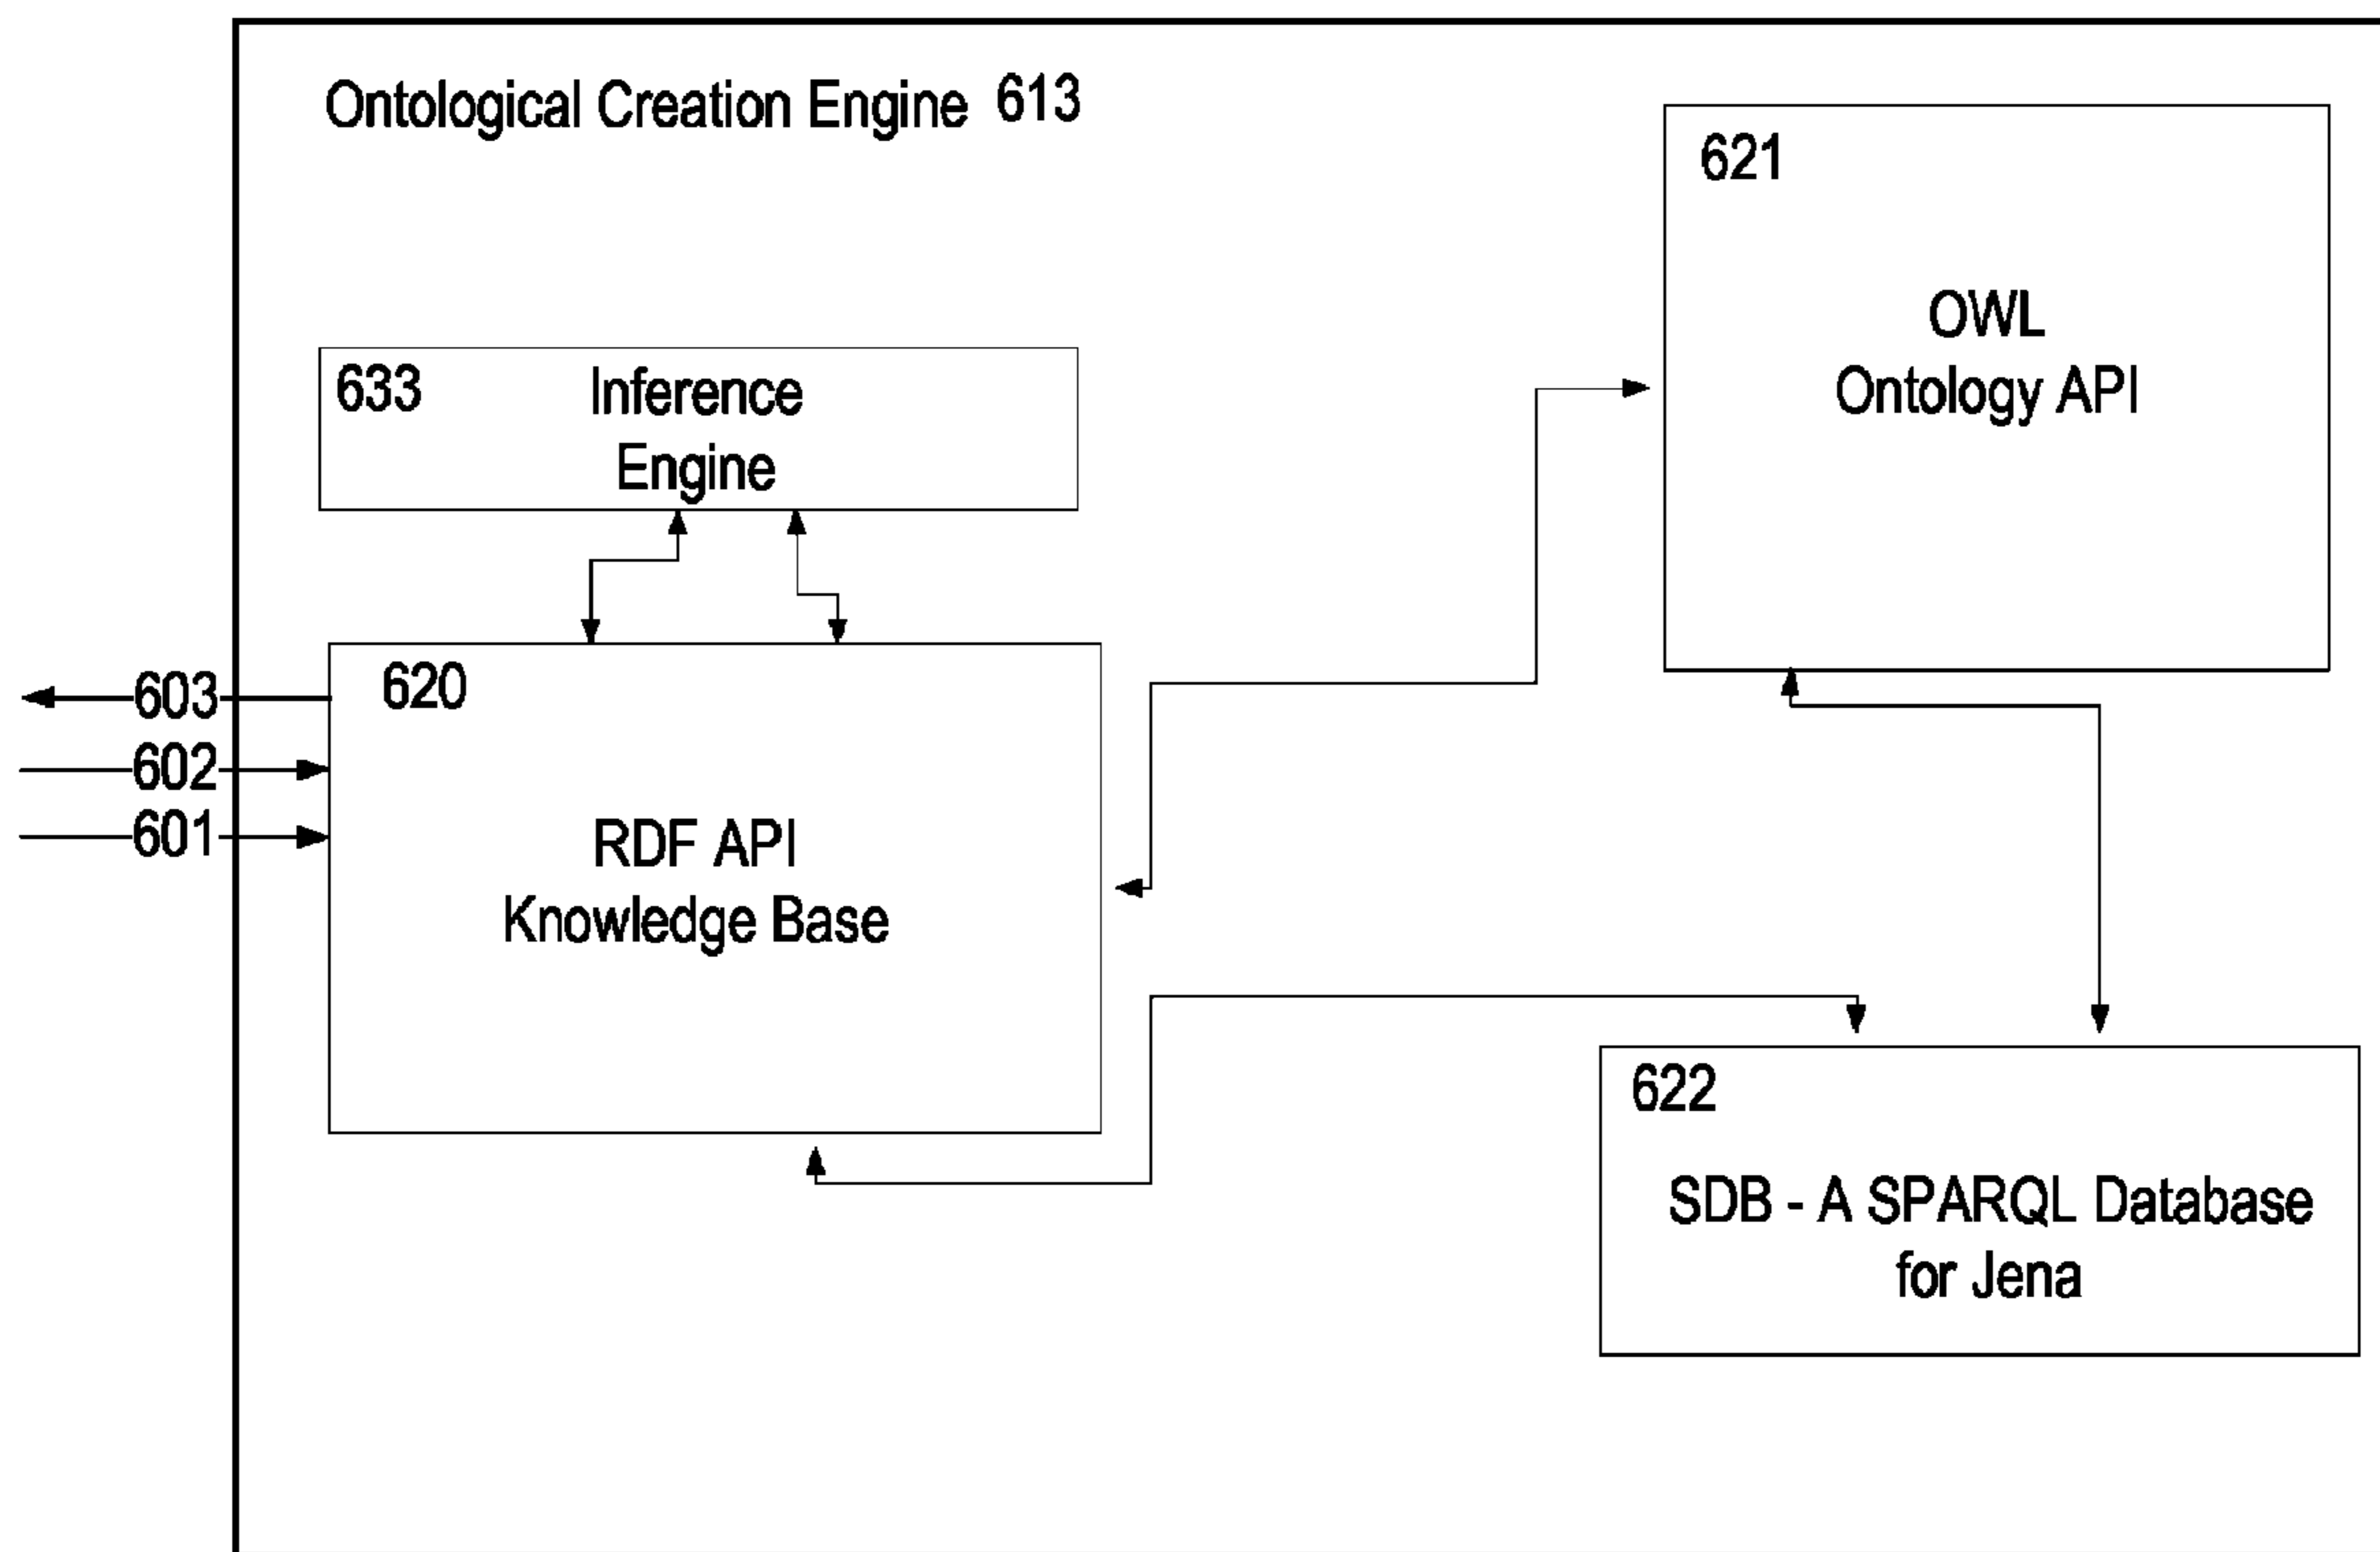 Ontological Creation Engine 613
621
OWL
Ontology API
633
Inference
Engine
603
602
601
620
RDF API
Knowledge Base
622
SDB - A SPARQL Database
for Jena